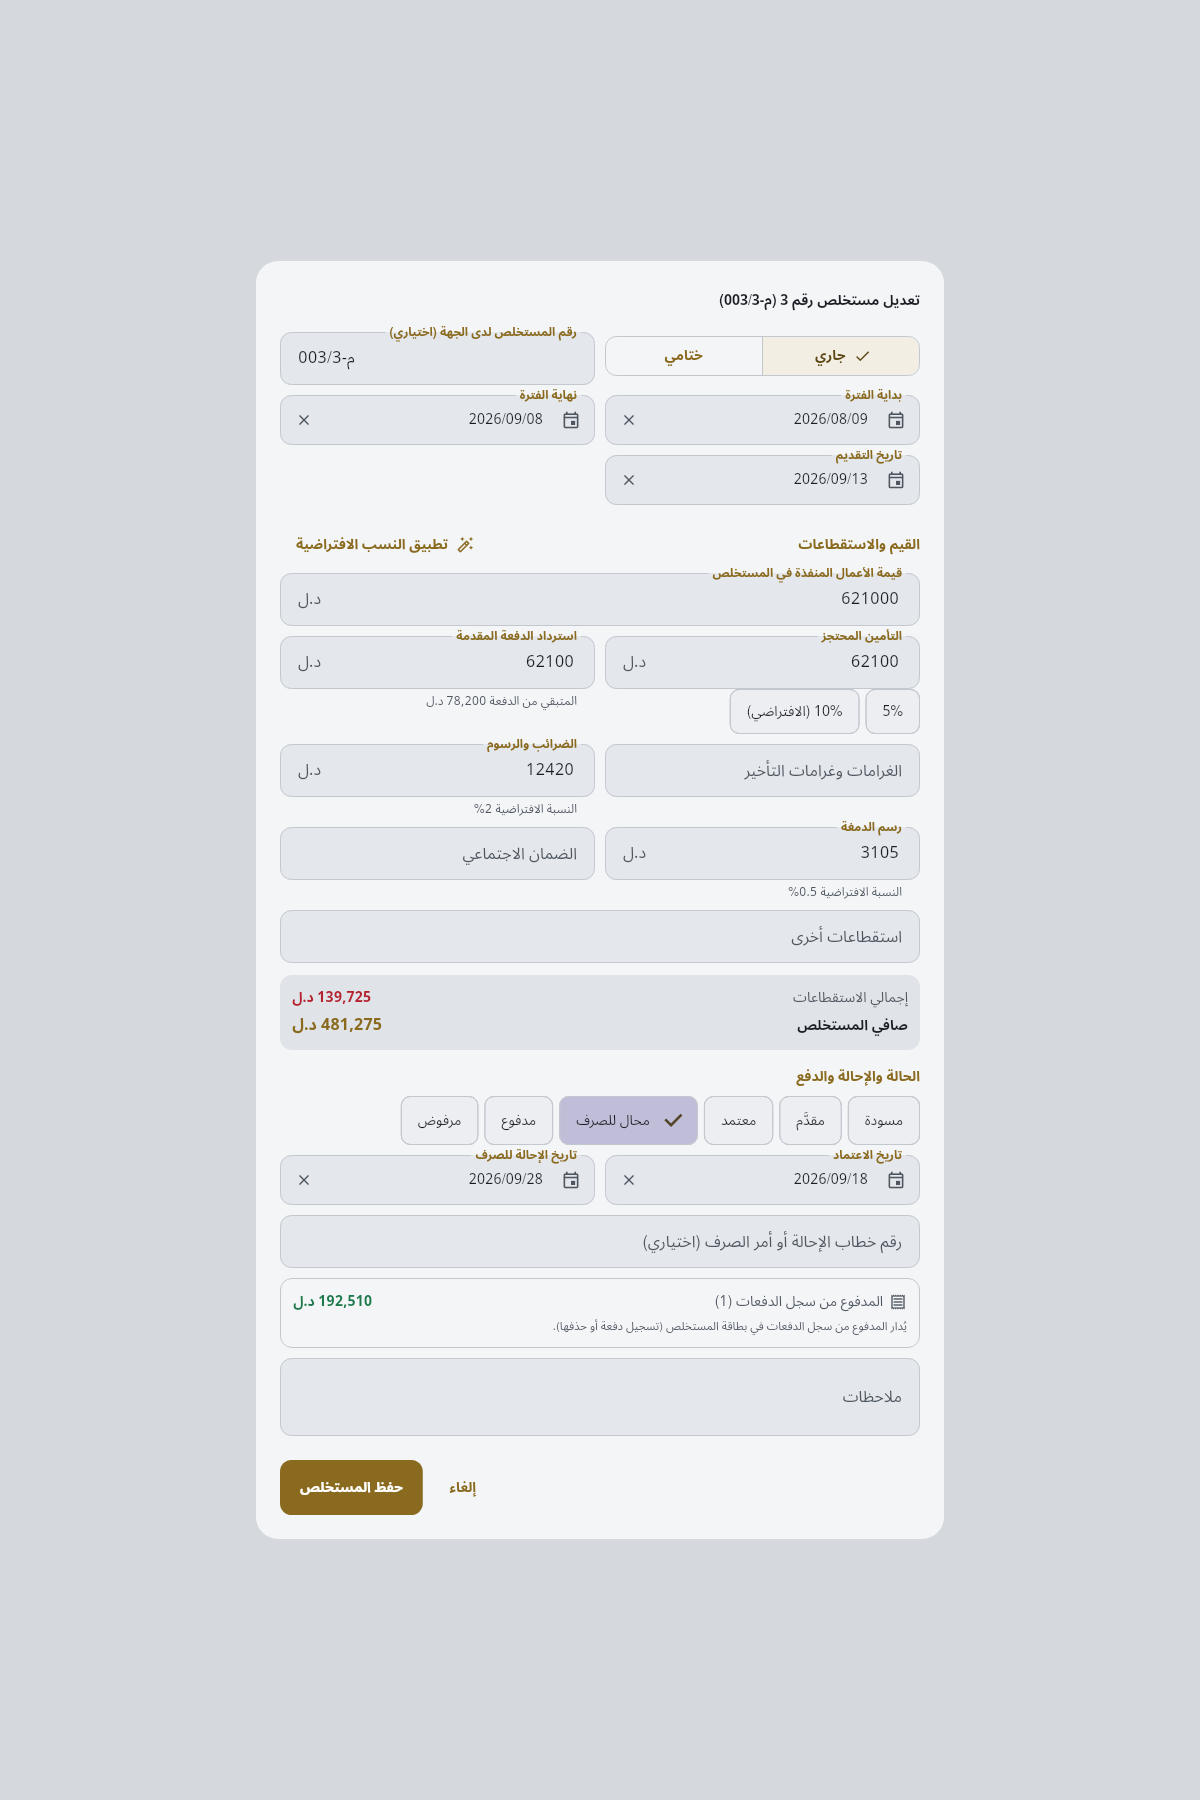 تعديل مستخلص رقم 3 (م-003/3)
جاري
ختامي
رقم المستخلص لدى الجهة (اختياري)
م-003/3
بداية الفترة
2026/08/09
نهاية الفترة
2026/09/08
تاريخ التقديم
2026/09/13
القيم والاستقطاعات
تطبيق النسب الافتراضية
قيمة الأعمال المنفذة في المستخلص
621000 د.ل
التأمين المحتجز
62100 د.ل
استرداد الدفعة المقدمة
62100 د.ل
5%
10% (الافتراضي)
المتبقي من الدفعة 78,200 د.ل
الغرامات وغرامات التأخير
الضرائب والرسوم
12420 د.ل
النسبة الافتراضية 2%
رسم الدمغة
3105 د.ل
النسبة الافتراضية 0.5%
الضمان الاجتماعي
استقطاعات أخرى
إجمالي الاستقطاعات
139,725 د.ل
صافي المستخلص
481,275 د.ل
الحالة والإحالة والدفع
مسودة
مقدَّم
معتمد
محال للصرف
مدفوع
مرفوض
تاريخ الاعتماد
2026/09/18
تاريخ الإحالة للصرف
2026/09/28
رقم خطاب الإحالة أو أمر الصرف (اختياري)
المدفوع من سجل الدفعات (1)
192,510 د.ل
يُدار المدفوع من سجل الدفعات في بطاقة المستخلص (تسجيل دفعة أو حذفها).
ملاحظات
إلغاء
حفظ المستخلص